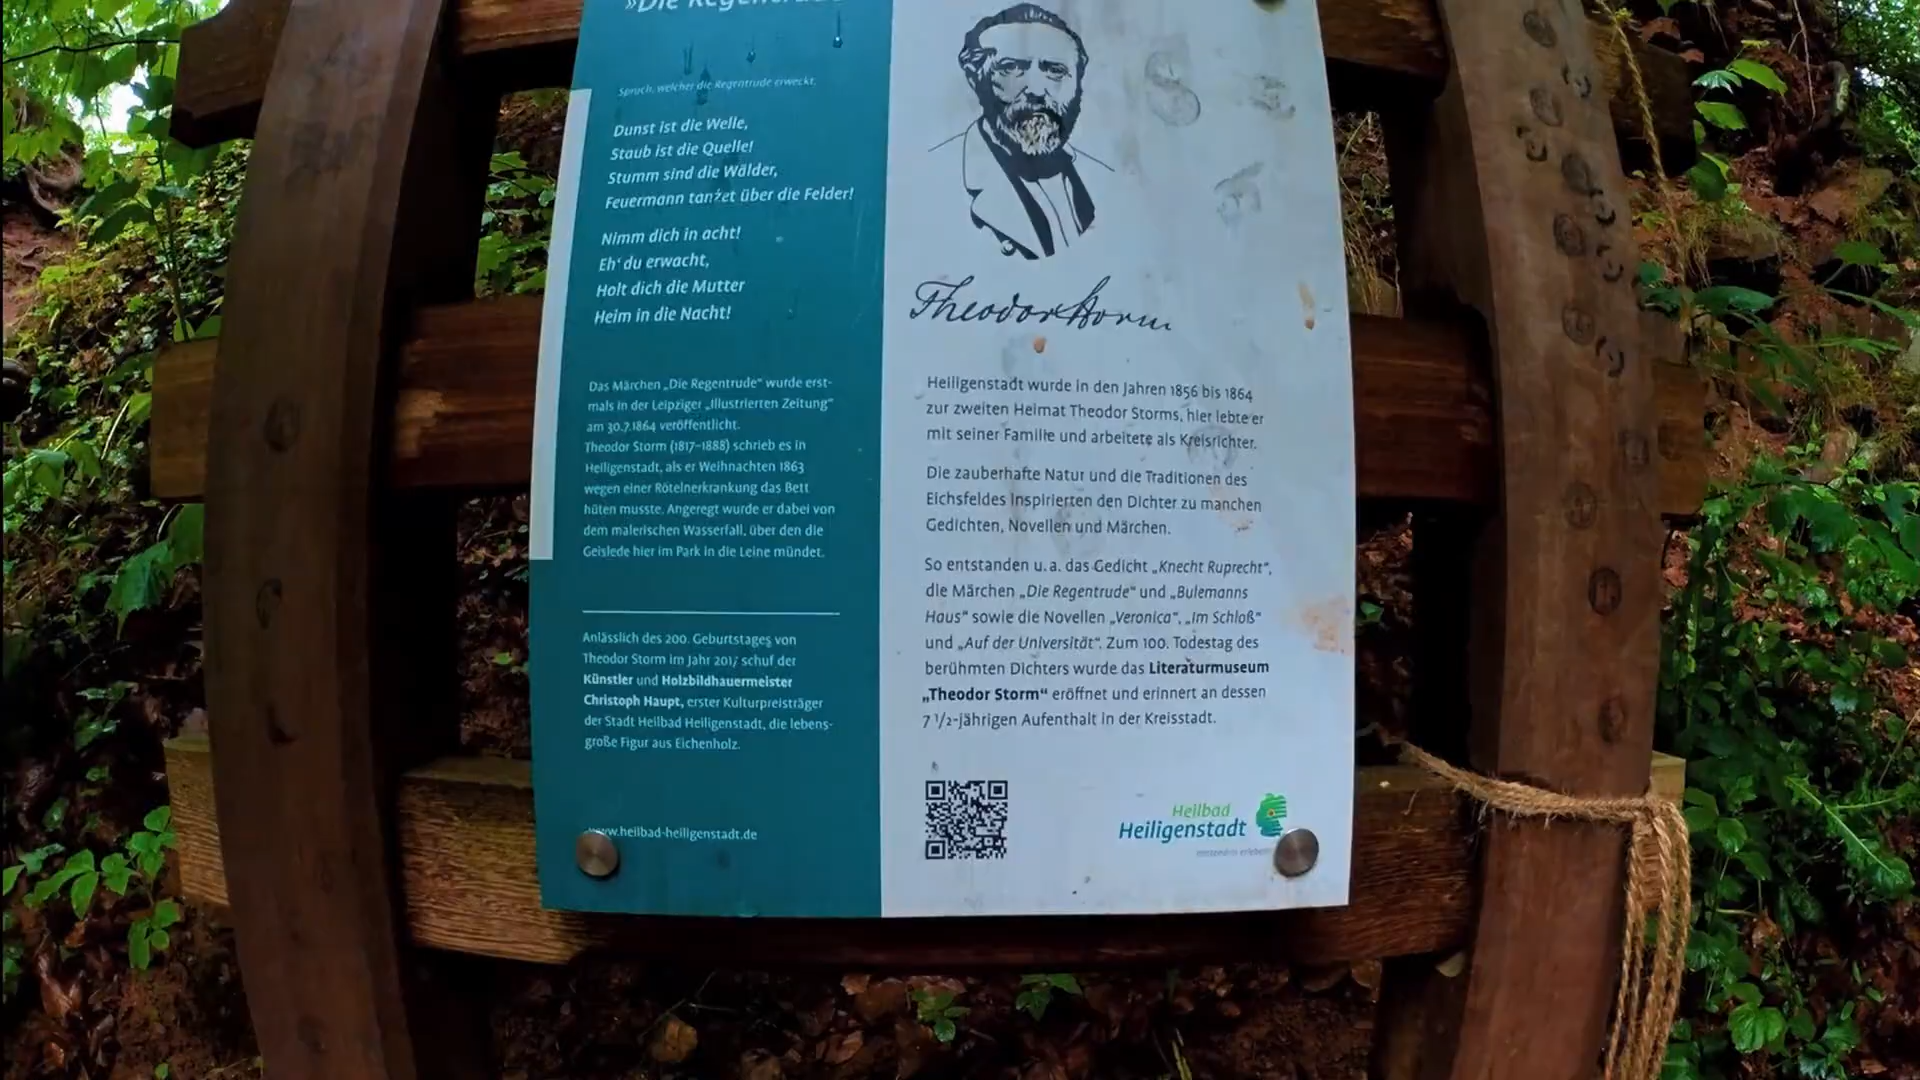 »Die Regentrude
Spruch, welcher die Regentrude erweckt.
Dunst ist die Welle,
Staub ist die Quelle!
Stumm sind die Wälder,
Feuermann tanzet über die Felder!
Nimm dich in acht!
Eh' du erwacht,
Holt dich die Mutter
Heim in die Nacht!
Das Märchen „Die Regentrude“ wurde erst-
mals in der Leipziger „Illustrierten Zeitung“
am 30.7.1864 veröffentlicht.
Theodor Storm (1817–1888) schrieb es in
Heiligenstadt, als er Weihnachten 1863
wegen einer Rötelnerkrankung das Bett
hüten musste. Angeregt wurde er dabei von
dem malerischen Wasserfall, über den die
Geislede hier im Park in die Leine mündet.
Anlässlich des 200. Geburtstages von
Theodor Storm im Jahr 2017 schuf der
Künstler und Holzbildhauermeister
Christoph Haupt, erster Kulturpreisträger
der Stadt Heilbad Heiligenstadt, die lebens-
große Figur aus Eichenholz.
www.heilbad-heiligenstadt.de
Theodor Storm
Heiligenstadt wurde in den Jahren 1856 bis 1864
zur zweiten Heimat Theodor Storms, hier lebte er
mit seiner Familie und arbeitete als Kreisrichter.
Die zauberhafte Natur und die Traditionen des
Eichsfeldes inspirierten den Dichter zu manchen
Gedichten, Novellen und Märchen.
So entstanden u. a. das Gedicht „Knecht Ruprecht“,
die Märchen „Die Regentrude“ und „Bulemanns
Haus“ sowie die Novellen „Veronica“, „Im Schloß“
und „Auf der Universität“. Zum 100. Todestag des
berühmten Dichters wurde das Literaturmuseum
„Theodor Storm“ eröffnet und erinnert an dessen
7 1/2-jährigen Aufenthalt in der Kreisstadt.
Heilbad
Heiligenstadt